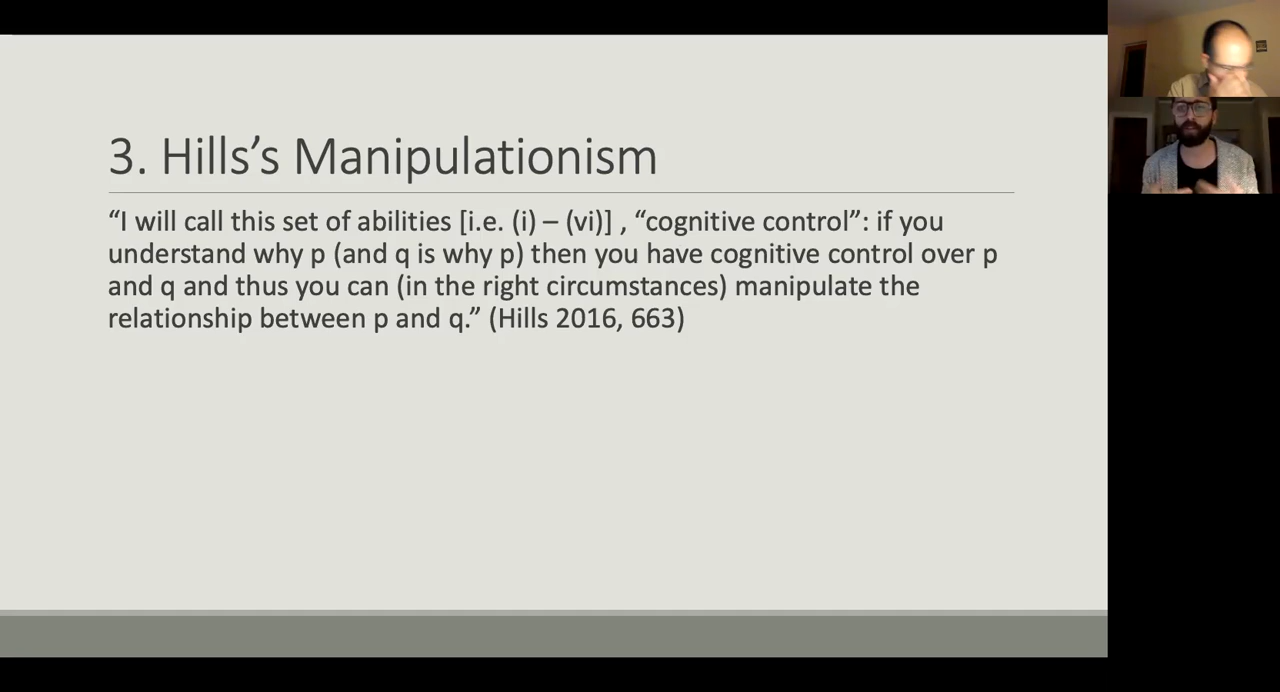 3. Hills’s Manipulationism
“I will call this set of abilities [i.e. (i) – (vi)] , “cognitive control”: if you
understand why p (and q is why p) then you have cognitive control over p
and q and thus you can (in the right circumstances) manipulate the
relationship between p and q.” (Hills 2016, 663)